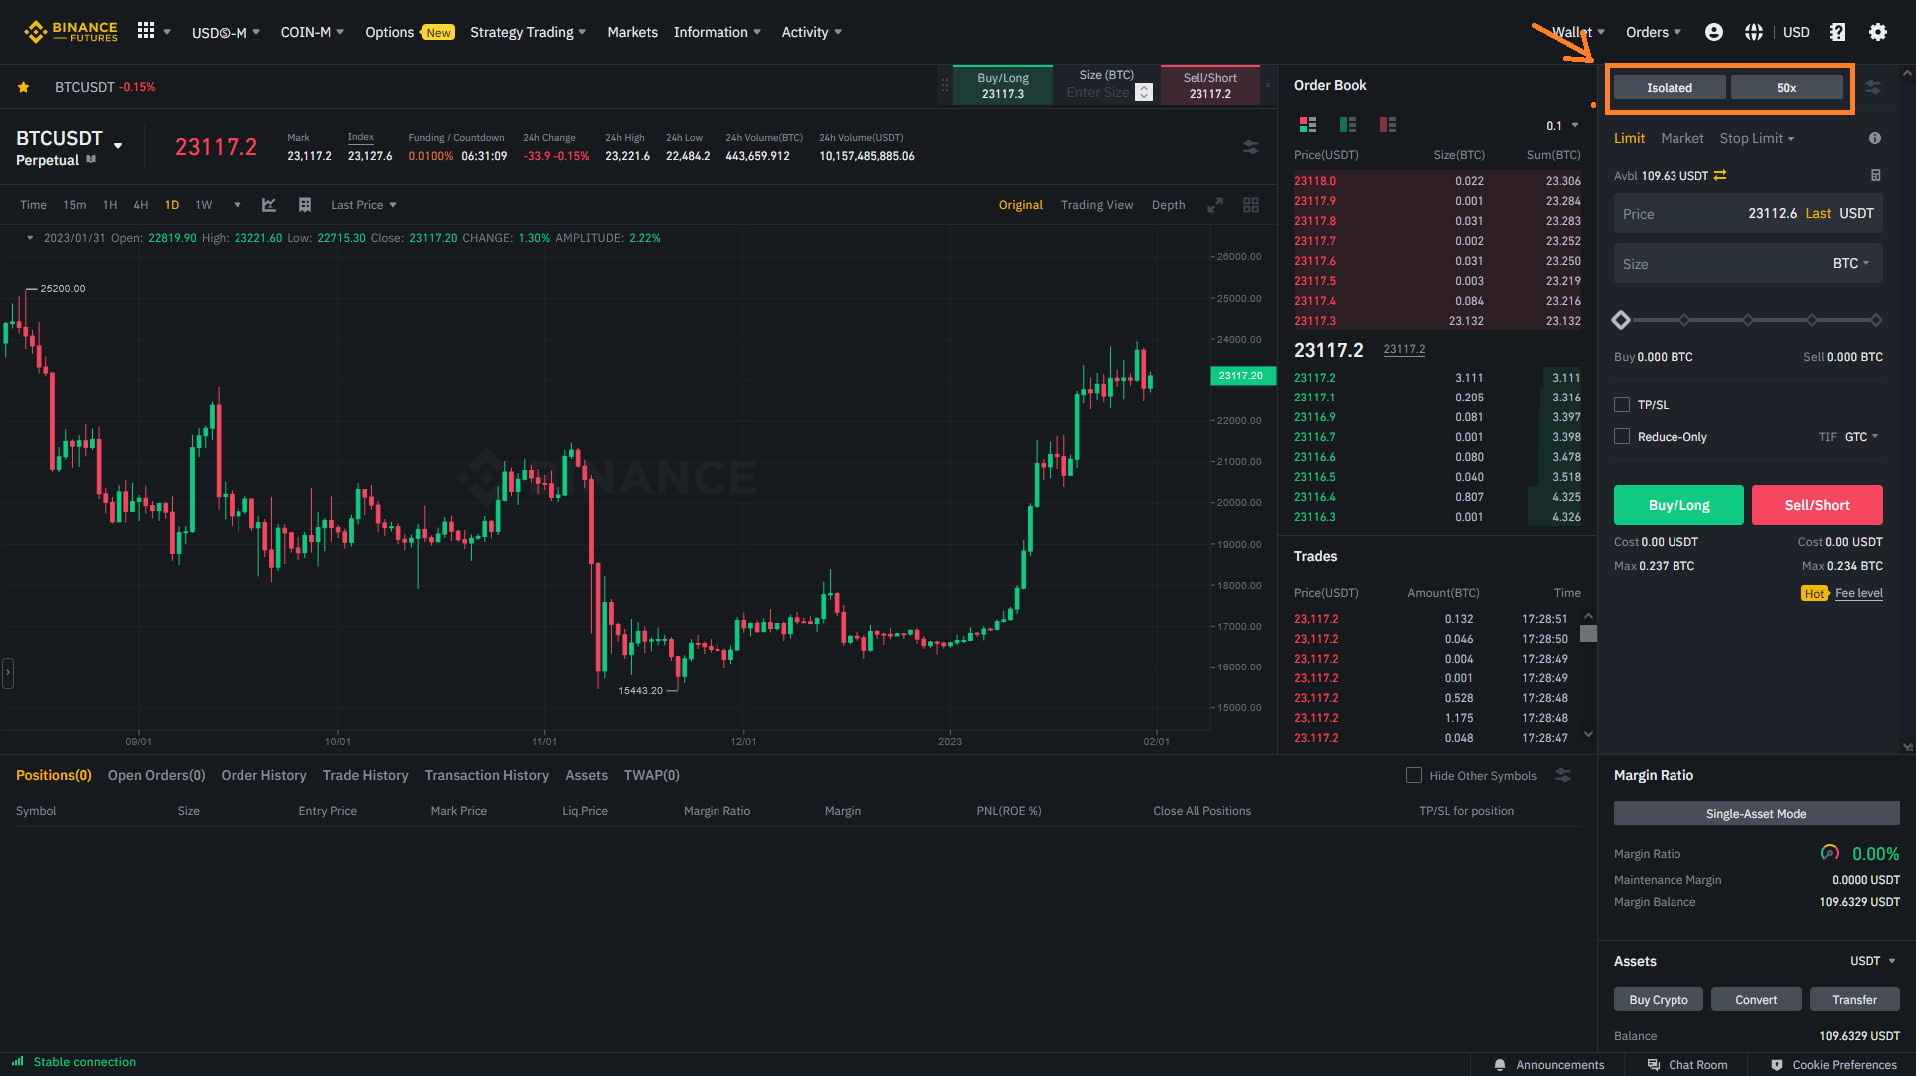 BINANCE
FUTURES
USDⓈ-M
COIN-M
Options New
Strategy Trading
Markets
Information
Activity
Wallet
Orders
USD
BTCUSDT -0.15%
Buy/Long
23117.3
Size (BTC)
Enter Size
Sell/Short
23117.2
BTCUSDT
Perpetual
23117.2
Mark
23,117.2
Index
23,127.6
Funding / Countdown
0.0100% 06:31:09
24h Change
-33.9 -0.15%
24h High
23,221.6
24h Low
22,484.2
24h Volume(BTC)
443,659.912
24h Volume(USDT)
10,157,485,885.06
Time 15m 1H 4H 1D 1W
Last Price
Original Trading View Depth
2023/01/31 Open: 22819.90 High: 23221.60 Low: 22715.30 Close: 23117.20 CHANGE: 1.30% AMPLITUDE: 2.22%
25200.00
15443.20
BINANCE
26000.00
25000.00
24000.00
23117.20
22000.00
21000.00
20000.00
19000.00
18000.00
17000.00
16000.00
15000.00
09/01 10/01 11/01 12/01 2023 02/01
Order Book
0.1
Price(USDT) Size(BTC) Sum(BTC)
23118.0 0.022 23.306
23117.9 0.001 23.284
23117.8 0.031 23.283
23117.7 0.002 23.252
23117.6 0.031 23.250
23117.5 0.003 23.219
23117.4 0.084 23.216
23117.3 23.132 23.132
23117.2 23117.2
23117.2 3.111 3.111
23117.1 0.205 3.316
23116.9 0.081 3.397
23116.7 0.001 3.398
23116.6 0.080 3.478
23116.5 0.040 3.518
23116.4 0.807 4.325
23116.3 0.001 4.326
Trades
Price(USDT) Amount(BTC) Time
23,117.2 0.132 17:28:51
23,117.2 0.046 17:28:50
23,117.2 0.004 17:28:49
23,117.2 0.001 17:28:49
23,117.2 0.528 17:28:48
23,117.2 1.175 17:28:48
23,117.2 0.048 17:28:47
Isolated 50x
Limit Market Stop Limit
Avbl 109.63 USDT
Price 23112.6 Last USDT
Size BTC
Buy 0.000 BTC Sell 0.000 BTC
TP/SL
Reduce-Only TIF GTC
Buy/Long Sell/Short
Cost 0.00 USDT Cost 0.00 USDT
Max 0.237 BTC Max 0.234 BTC
Hot Fee level
Positions(0) Open Orders(0) Order History Trade History Transaction History Assets TWAP(0)
Hide Other Symbols
Symbol Size Entry Price Mark Price Liq.Price Margin Ratio Margin PNL(ROE %) Close All Positions TP/SL for position
Margin Ratio
Single-Asset Mode
Margin Ratio 0.00%
Maintenance Margin 0.0000 USDT
Margin Balance 109.6329 USDT
Assets USDT
Buy Crypto Convert Transfer
Balance 109.6329 USDT
Stable connection
Announcements
Chat Room
Cookie Preferences